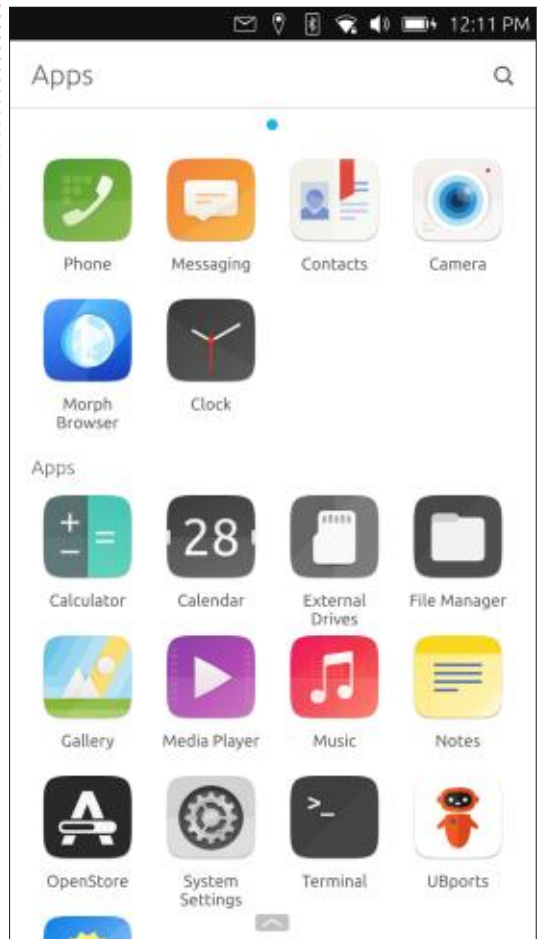 12:11 PM
Apps
Phone Messaging Contacts Camera
Morph Clock
Browser
Apps
28
Calculator Calendar External File Manager
Drives
Gallery Media Player Music Notes
>_
OpenStore System Terminal UBports
Settings